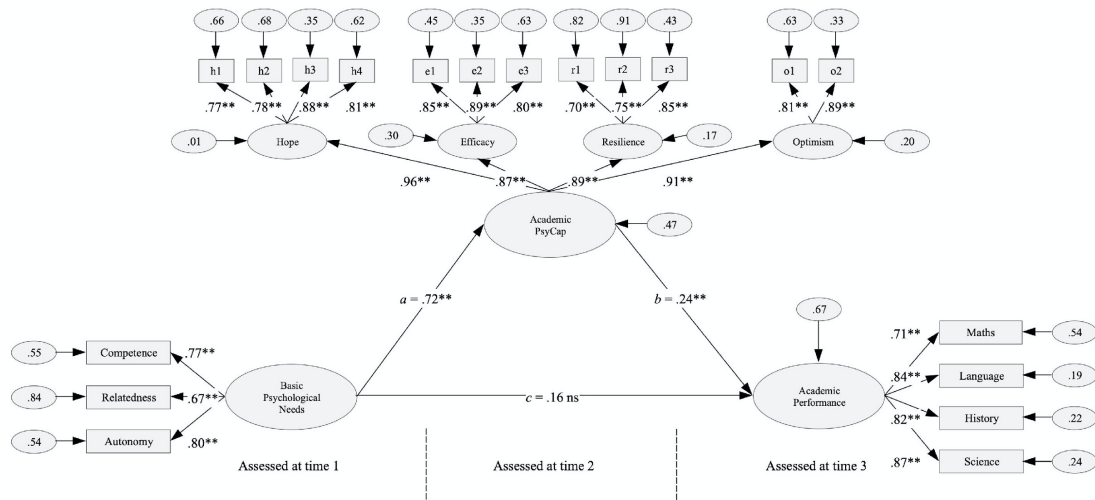 .66 .68 .35 .62 .45 .35 .63 .82 .91 .43 .63 .33
h1 h2 h3 h4 e1 e2 e3 r1 r2 r3 o1 o2
.77** .78** .88** .81** .85** .89** .80** .70** .75** .85** .81** .89**
.01 Hope .30 Efficacy Resilience .17 Optimism .20
.96** .87** .89** .91**
Academic
PsyCap
.47
a = .72** b = .24**
.67
.55 Competence .77**
.84 Relatedness .67**
.54 Autonomy .80**
Basic
Psychological
Needs
c = .16 ns
Academic
Performance
.71** Maths .54
.84** Language .19
.82** History .22
.87** Science .24
Assessed at time 1 Assessed at time 2 Assessed at time 3